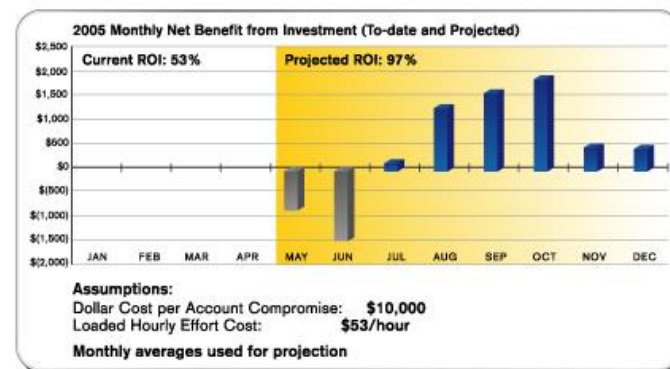 2005 Monthly Net Benefit from Investment (To-date and Projected)
$2,500
Current ROI: 53% Projected ROI: 97%
$2,000
$1,500
$1,000
$600
$0
$(500)
$(1,000)
$(1,500)
$(2,000)
JAN FEB MAR APR MAY JUN JUL AUG SEP OCT NOV DEC
Assumptions:
Dollar Cost per Account Compromise: $10,000
Loaded Hourly Effort Cost: $53/hour
Monthly averages used for projection